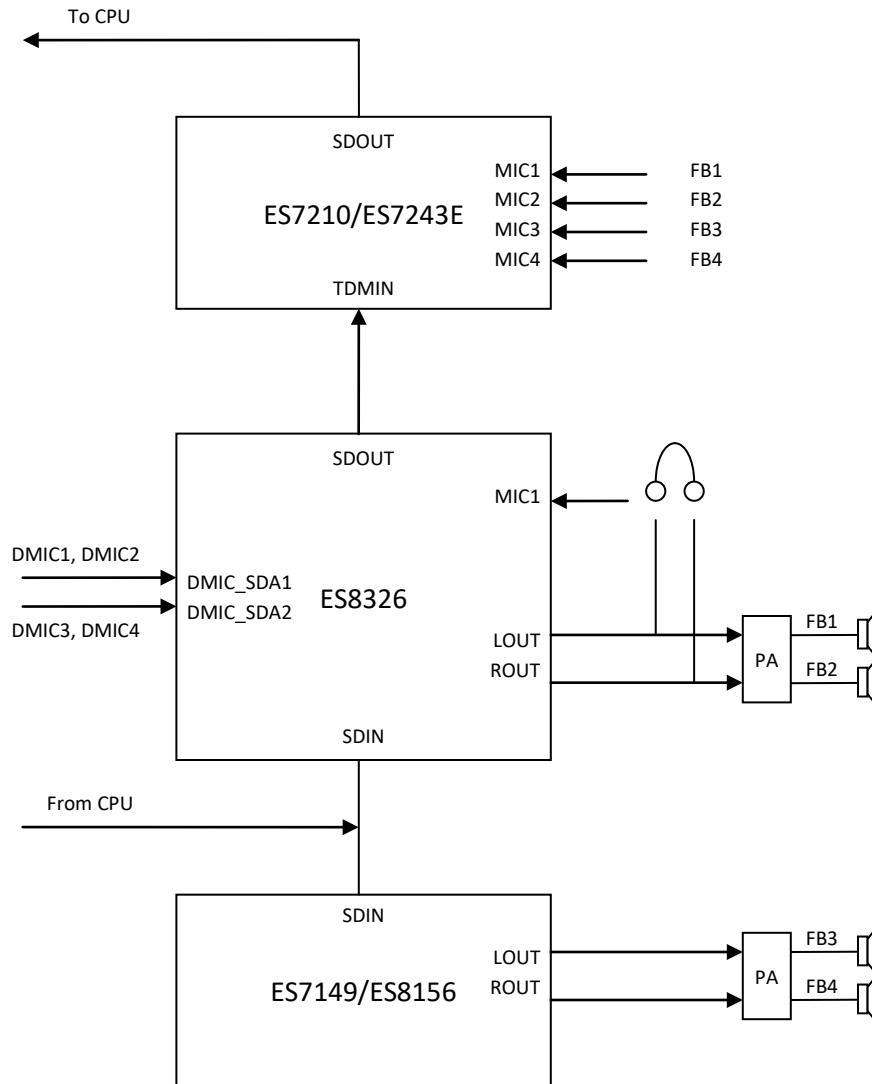 To CPU
SDOUT
MIC1 FB1
MIC2 FB2
ES7210/ES7243E
MIC3 FB3
MIC4 FB4
TDMIN
SDOUT
MIC1
DMIC1, DMIC2
DMIC_SDA1
ES8326
DMIC_SDA2
DMIC3, DMIC4
LOUT
FB1
ROUT
PA
FB2
SDIN
From CPU
SDIN
LOUT
FB3
ES7149/ES8156
ROUT
PA
FB4